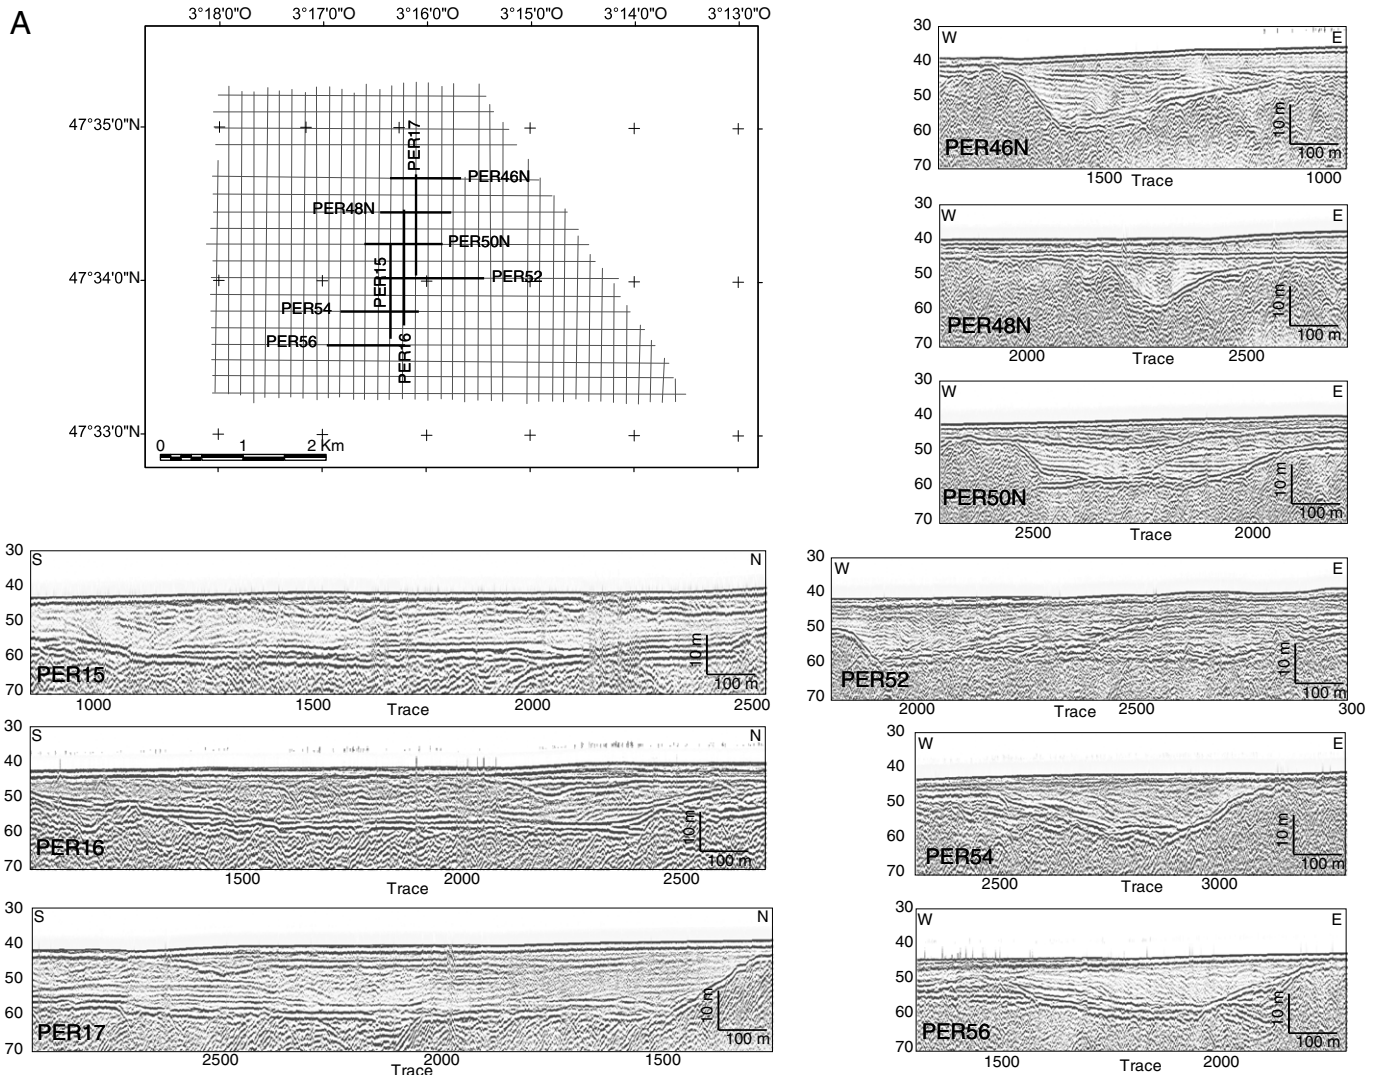 A
3°18'0"O 3°17'0"O 3°16'0"O 3°15'0"O 3°14'0"O 3°13'0"O
47°35'0"N
47°34'0"N
47°33'0"N
PER17
PER46N
PER48N
PER50N
PER15
PER52
PER54
PER56
PER16
0 1 2 Km
30
40
50
60
70
W E
PER46N
10 m
100 m
1500 Trace 1000
30
40
50
60
70
W E
PER48N
10 m
100 m
2000 Trace 2500
30
40
50
60
70
W E
PER50N
10 m
100 m
2500 Trace 2000
30
40
50
60
70
S N
PER15
10 m
100 m
1000 1500 Trace 2000 2500
30
40
50
60
70
W E
PER52
10 m
100 m
2000 Trace 2500 300
30
40
50
60
70
S N
PER16
10 m
100 m
1500 Trace 2000 2500
30
40
50
60
70
W E
PER54
10 m
100 m
2500 Trace 3000
30
40
50
60
70
S N
PER17
10 m
100 m
2500 Trace 2000 1500
30
40
50
60
70
W E
PER56
10 m
100 m
1500 Trace 2000